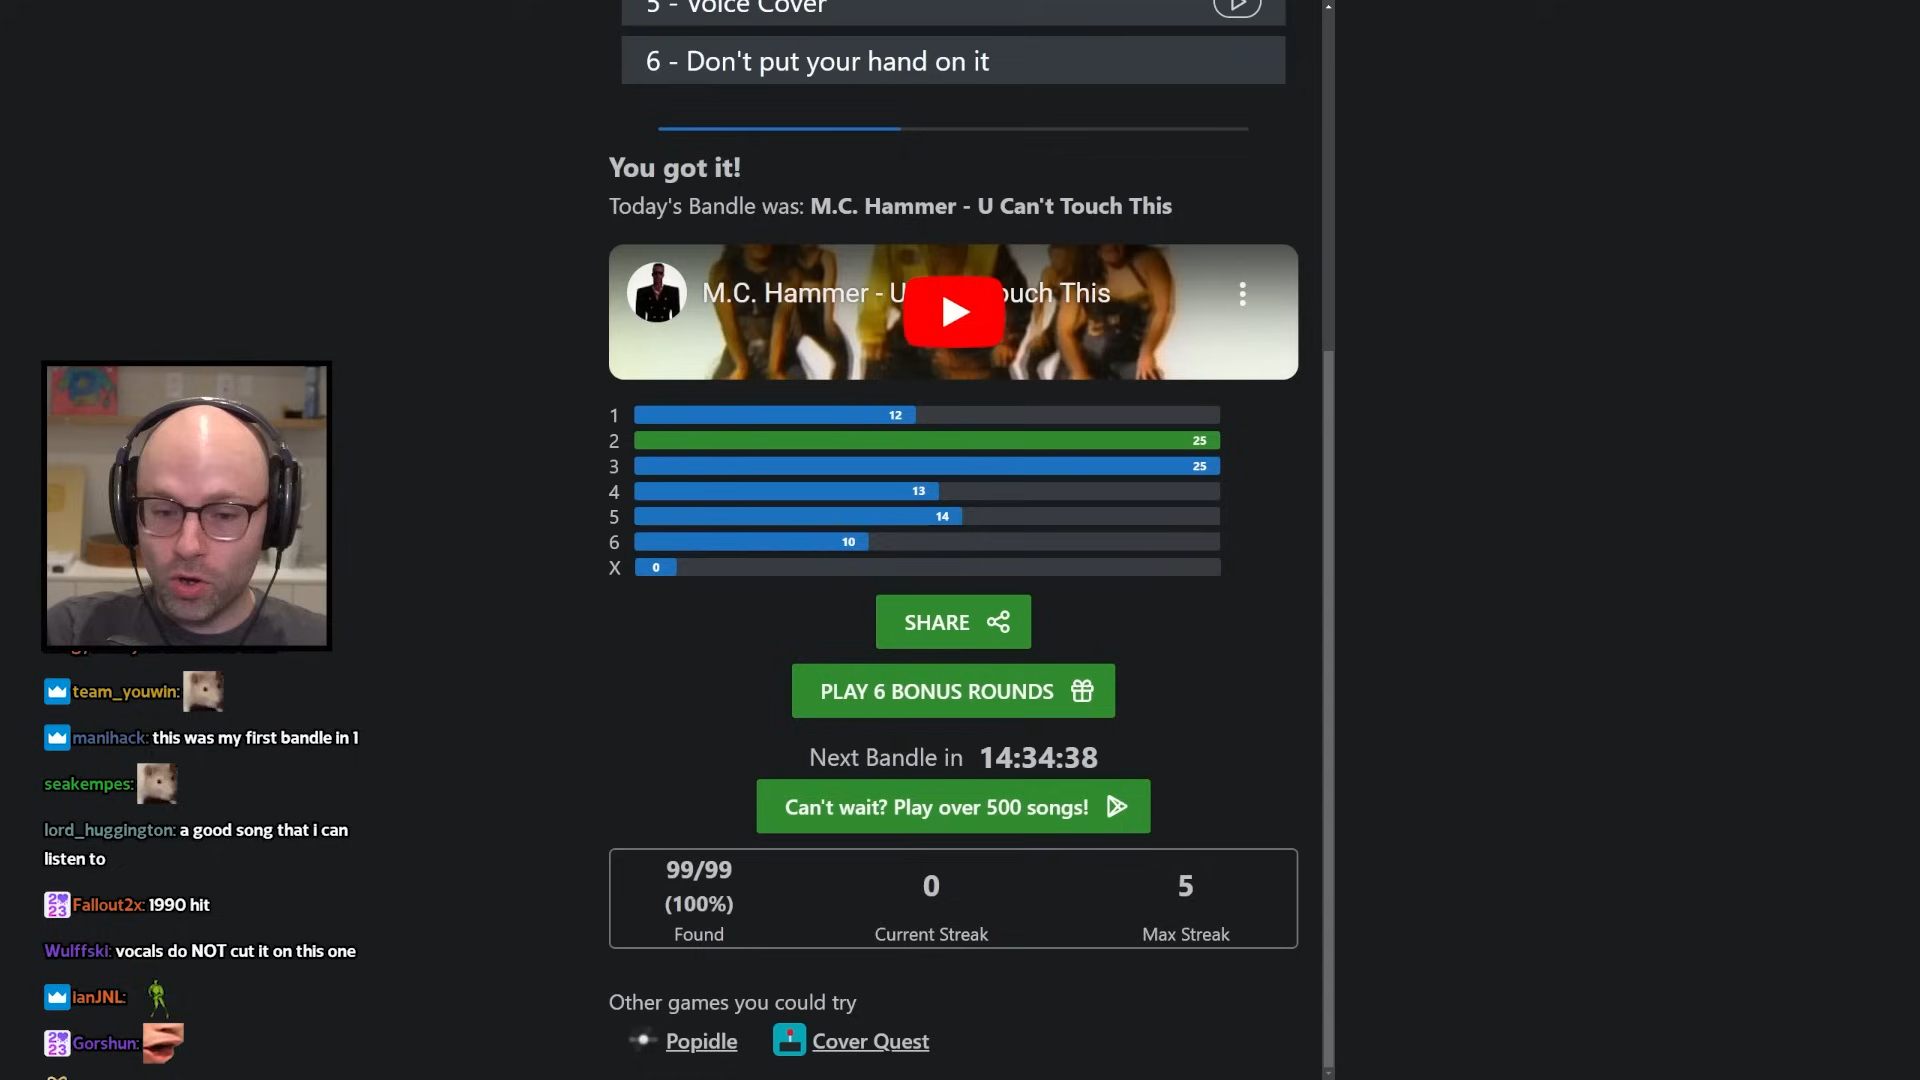 5 - Voice Cover
6 - Don't put your hand on it
You got it!
Today's Bandle was: M.C. Hammer - U Can't Touch This
M.C. Hammer - U ouch This
1 12
2 25
3 25
4 13
5 14
6 10
X 0
SHARE
PLAY 6 BONUS ROUNDS
Next Bandle in 14:34:38
Can't wait? Play over 500 songs!
99/99
(100%)
Found
0
Current Streak
5
Max Streak
Other games you could try
Popidle
Cover Quest
team_youwin:
manihack: this was my first bandle in 1
seakempes:
lord_huggington: a good song that i can
listen to
2023 Fallout2x: 1990 hit
Wulffski: vocals do NOT cut it on this one
ianJNL:
2023 Gorshun: